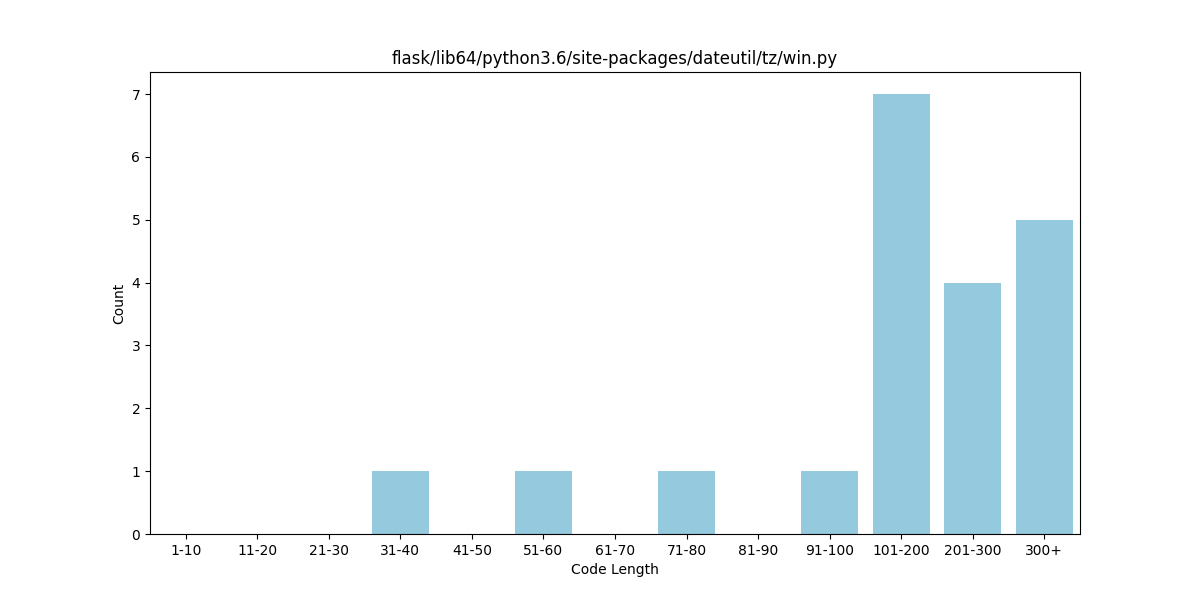 flask/lib64/python3.6/site-packages/dateutil/tz/win.py
7
6
5
4
3
2
1
0
Count
1-10 11-20 21-30 31-40 41-50 51-60 61-70 71-80 81-90 91-100 101-200 201-300 300+
Code Length